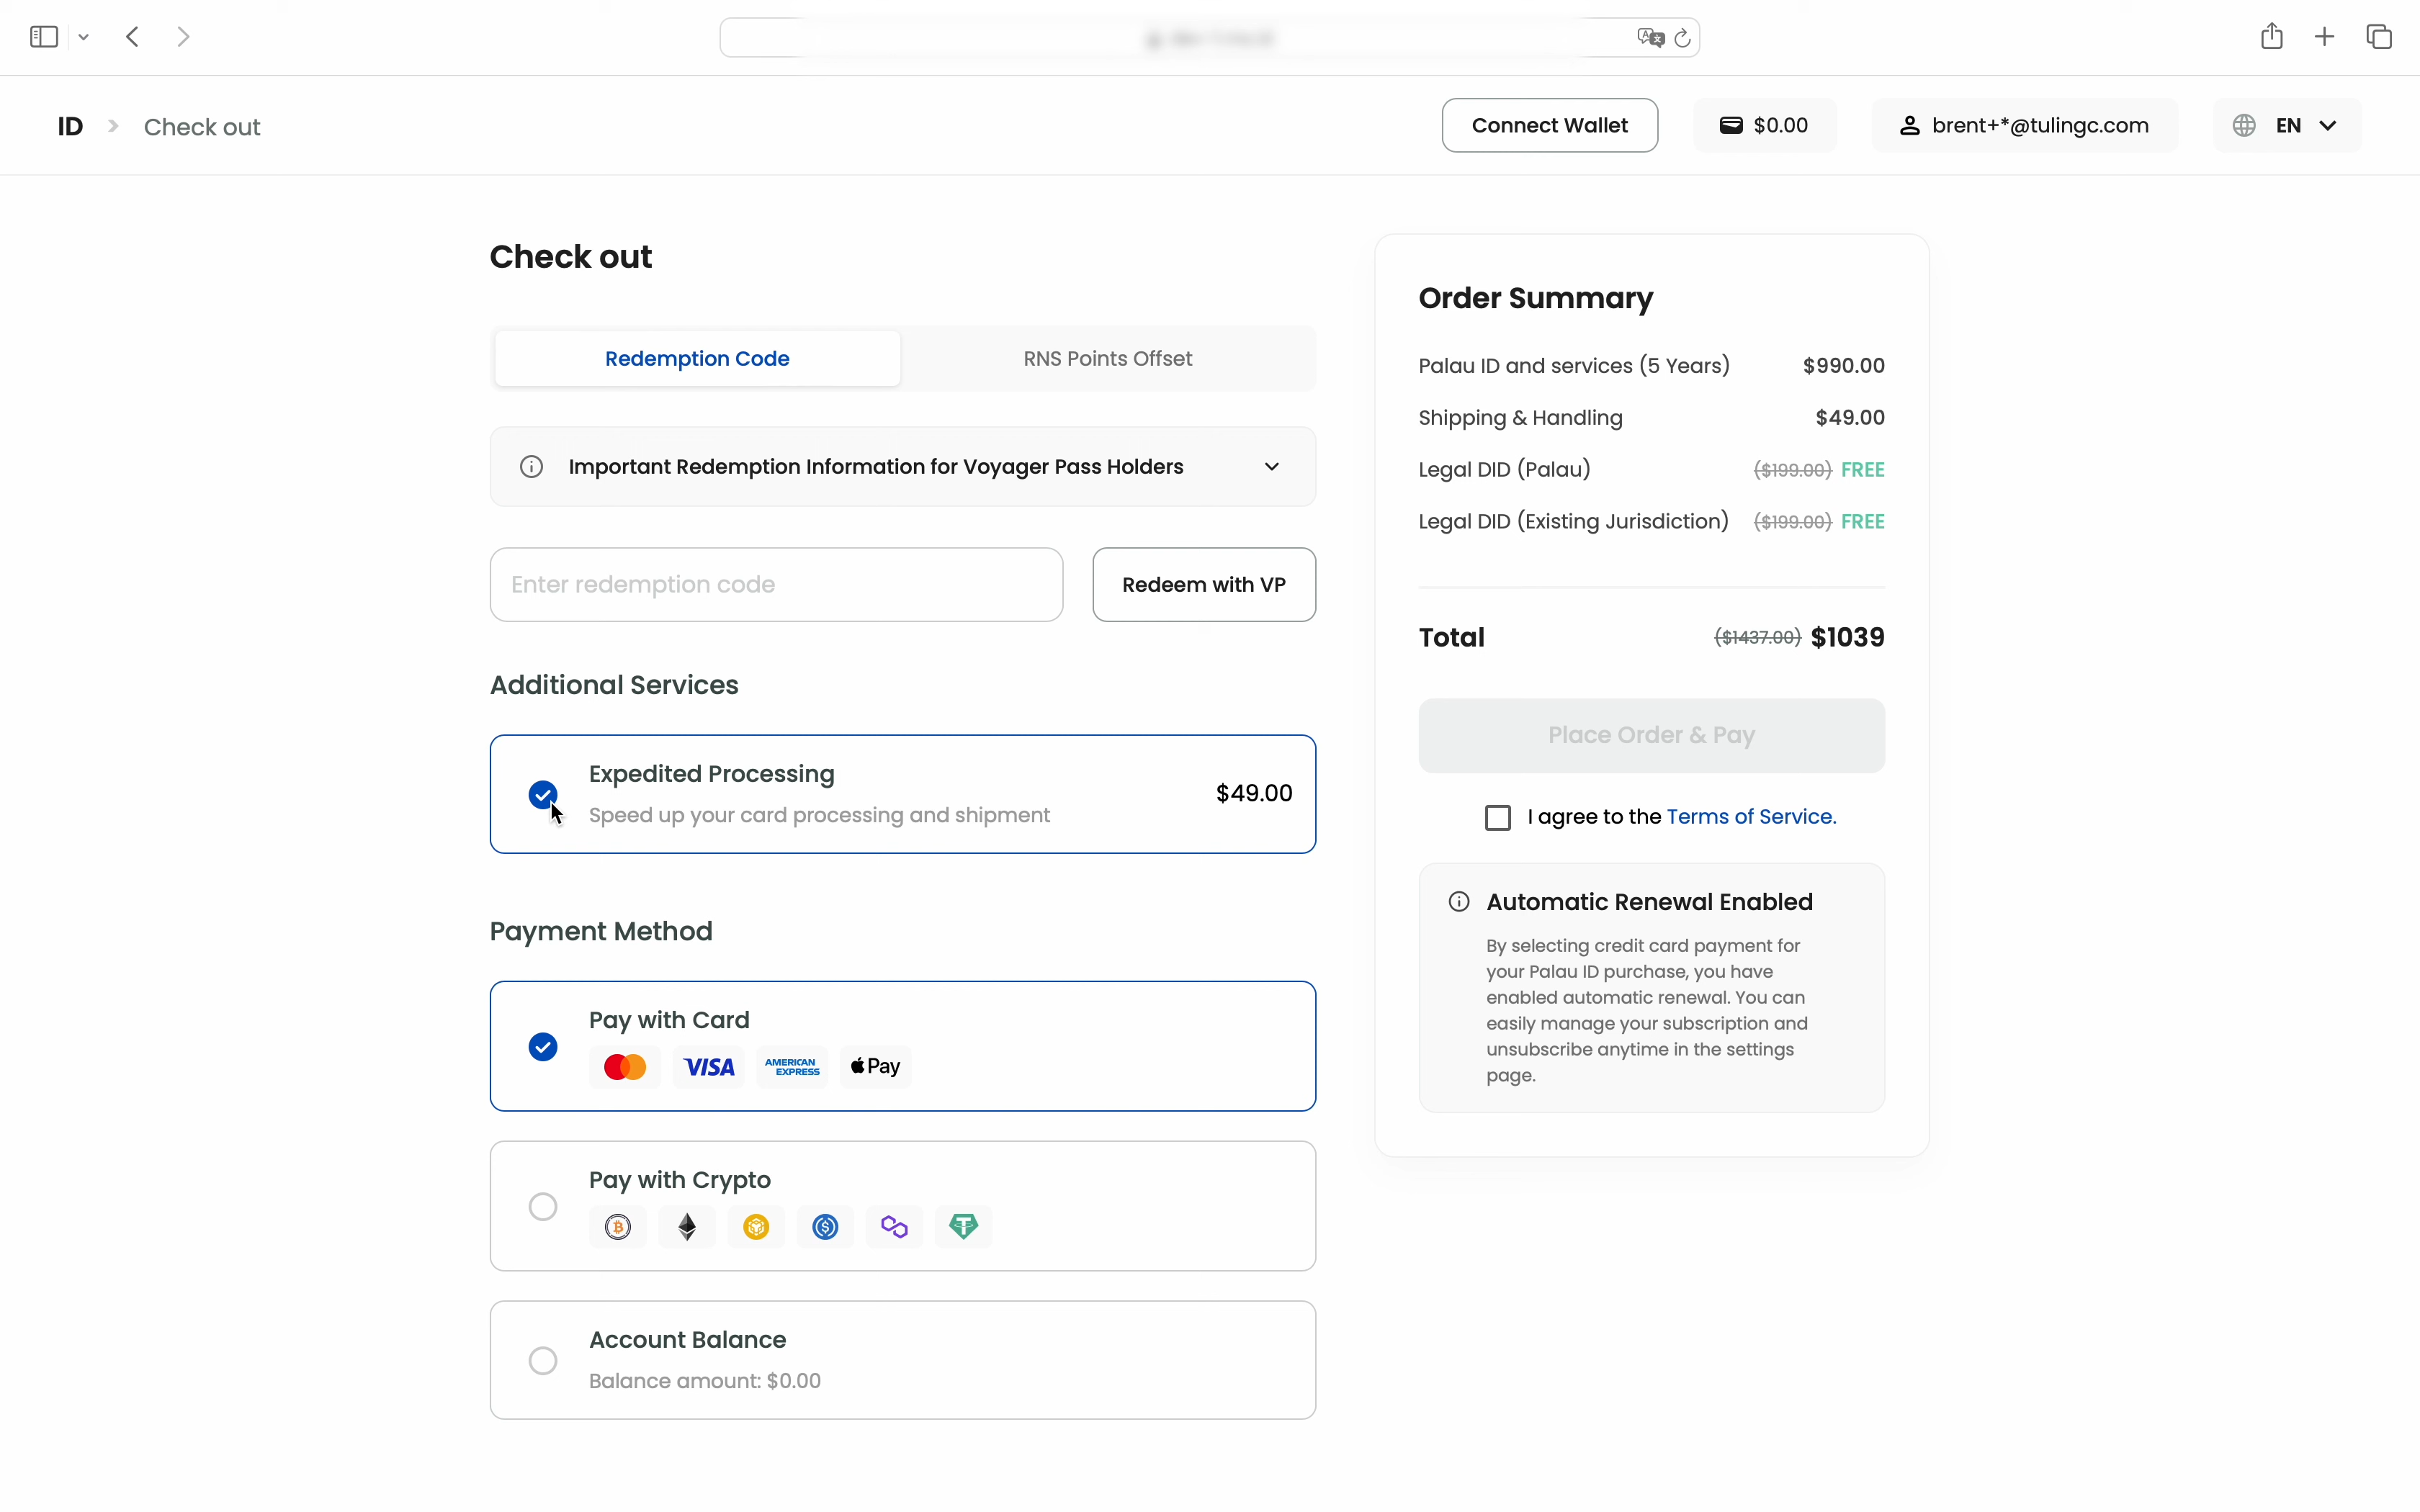 ID > Check out
Connect Wallet
$0.00
brent+*@tulingc.com
EN
Check out
Redemption Code
RNS Points Offset
Important Redemption Information for Voyager Pass Holders
Enter redemption code
Redeem with VP
Additional Services
Expedited Processing
Speed up your card processing and shipment
$49.00
Payment Method
Pay with Card
VISA
AMERICAN
EXPRESS
Pay
Pay with Crypto
Account Balance
Balance amount: $0.00
Order Summary
Palau ID and services (5 Years) $990.00
Shipping & Handling $49.00
Legal DID (Palau) ($199.00) FREE
Legal DID (Existing Jurisdiction) ($199.00) FREE
Total ($1437.00) $1039
Place Order & Pay
I agree to the Terms of Service.
Automatic Renewal Enabled
By selecting credit card payment for
your Palau ID purchase, you have
enabled automatic renewal. You can
easily manage your subscription and
unsubscribe anytime in the settings
page.